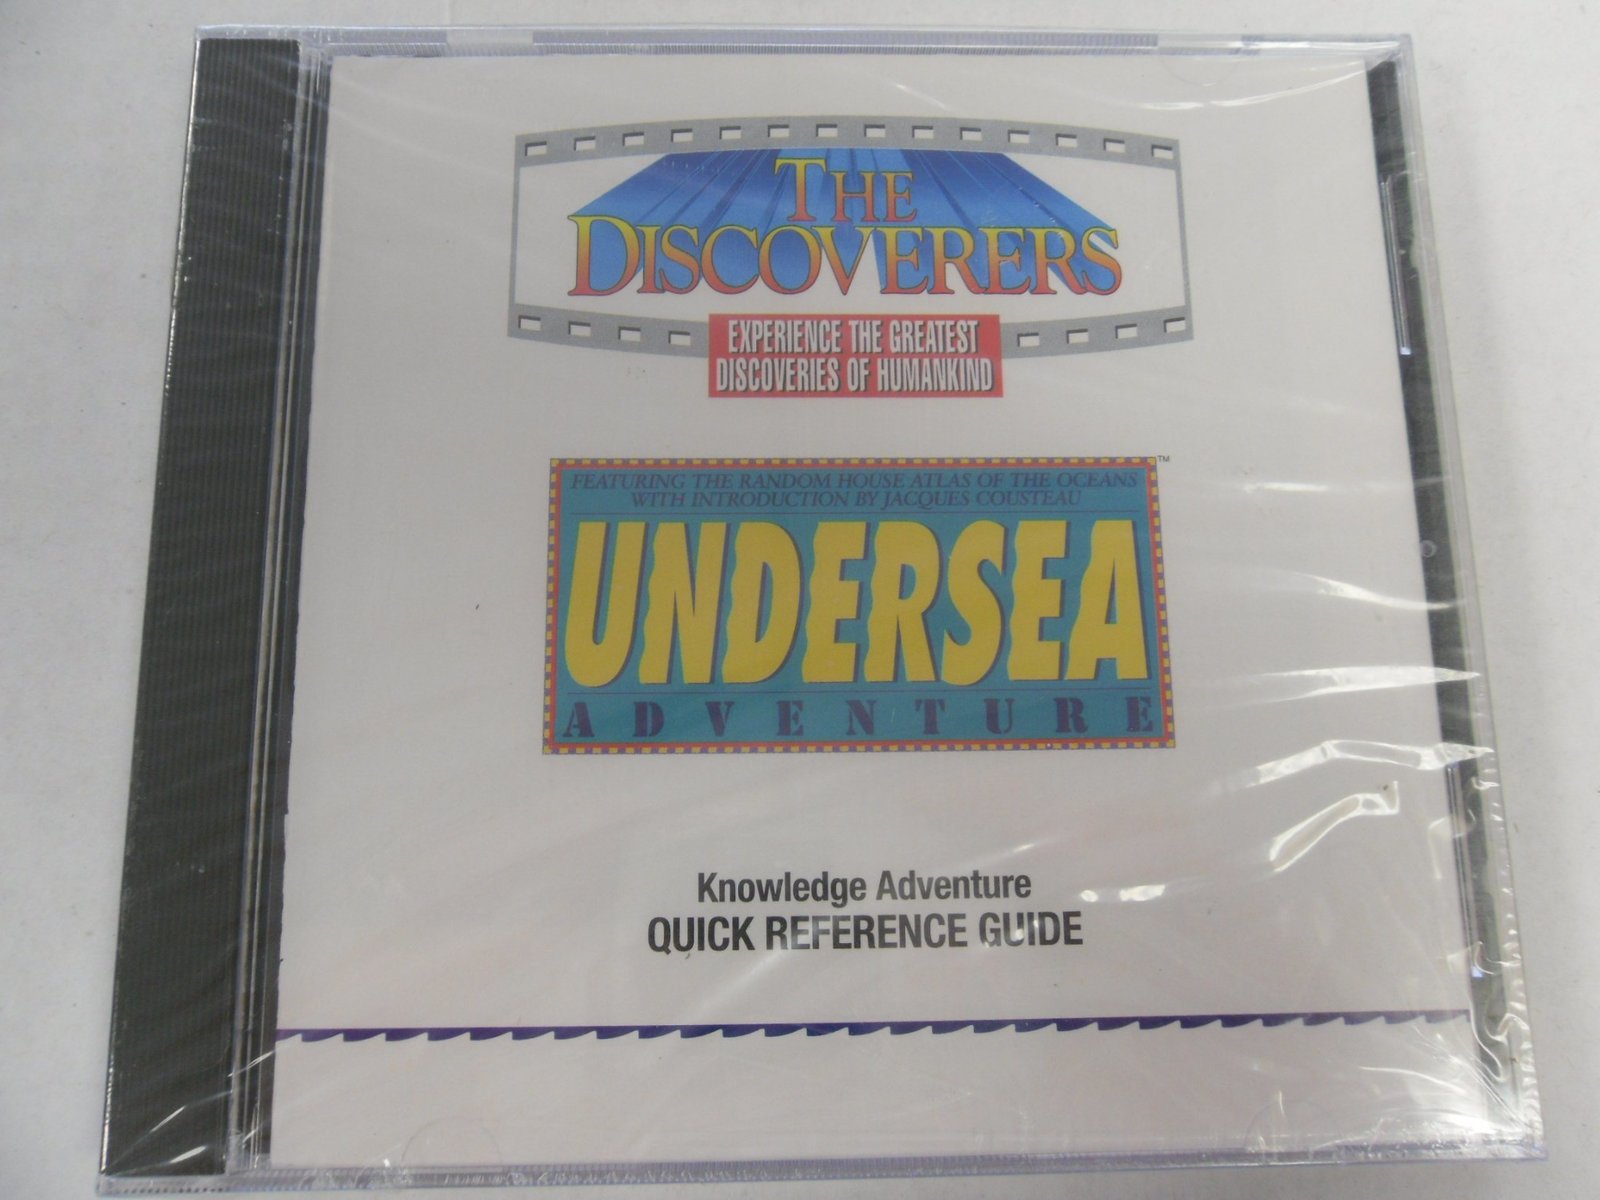 THE
DISCOVERERS
EXPERIENCE THE GREATEST
DISCOVERIES OF HUMANKIND
FEATURING THE RANDOM HOUSE ATLAS OF THE OCEANS
WITH INTRODUCTION BY JACQUES COUSTEAU
UNDERSEA
ADVENTURE
TM
Knowledge Adventure
QUICK REFERENCE GUIDE